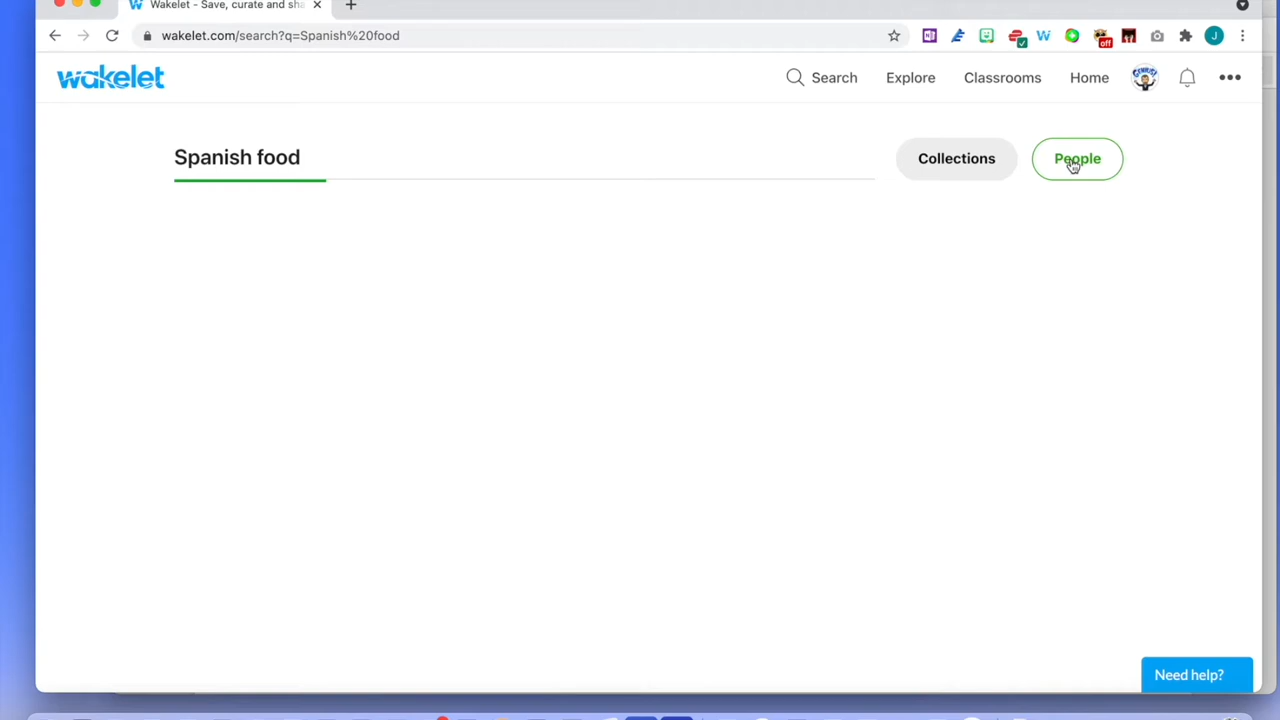 Wakelet - Save, curate and sha
wakelet.com/search?q=Spanish%20food
off
J
wakelet
Search
Explore
Classrooms
Home
Spanish food
Collections
People
Need help?